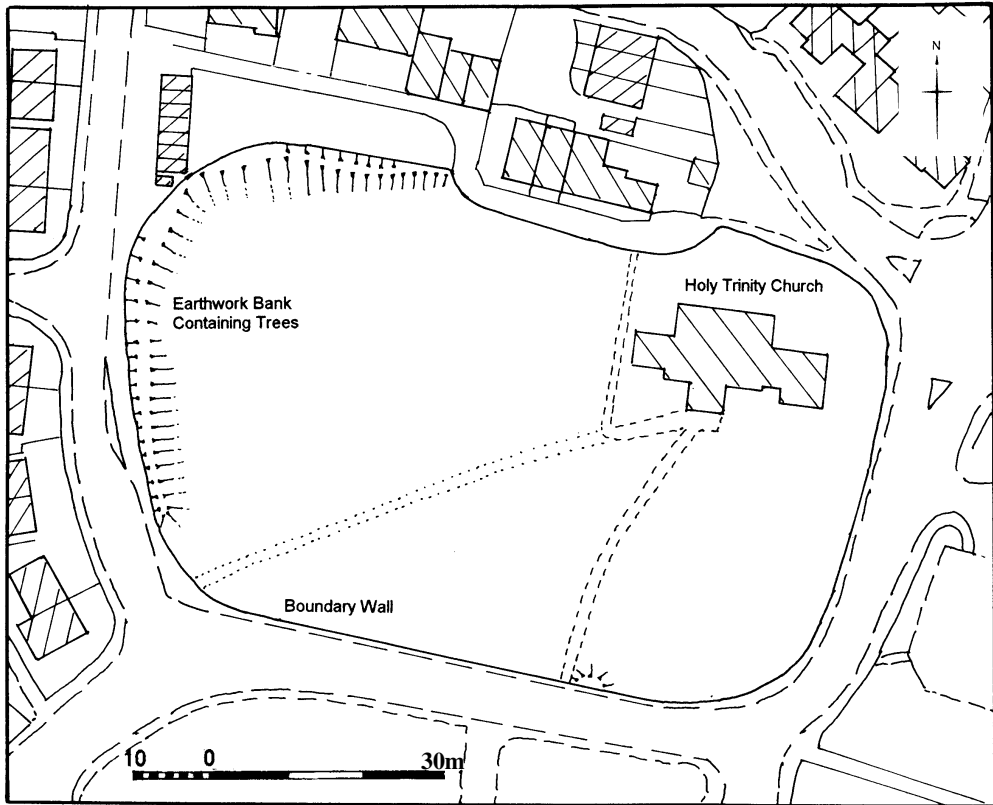 N
Holy Trinity Church
Earthwork Bank
Containing Trees
Boundary Wall
10 0 30m